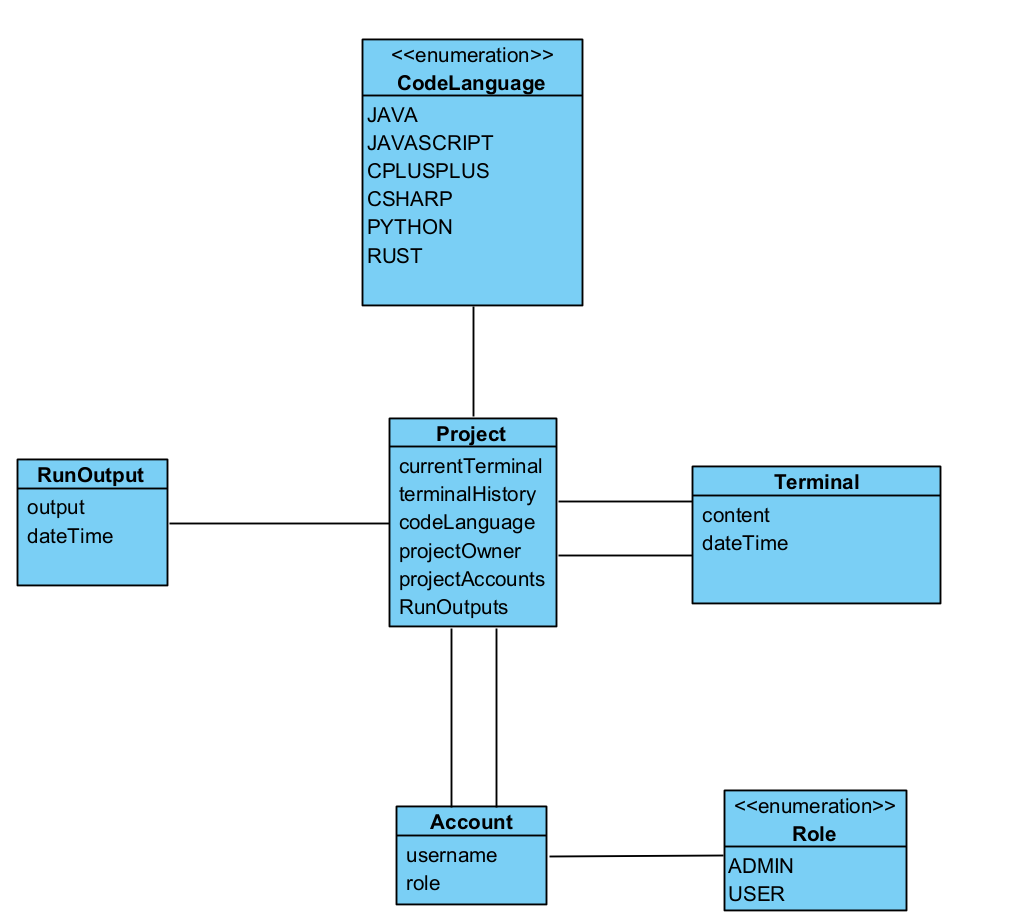 <<enumeration>>
CodeLanguage
JAVA
JAVASCRIPT
CPLUSPLUS
CSHARP
PYTHON
RUST
Project
currentTerminal
terminalHistory
codeLanguage
projectOwner
projectAccounts
RunOutputs
RunOutput
output
dateTime
Terminal
content
dateTime
Account
username
role
<<enumeration>>
Role
ADMIN
USER